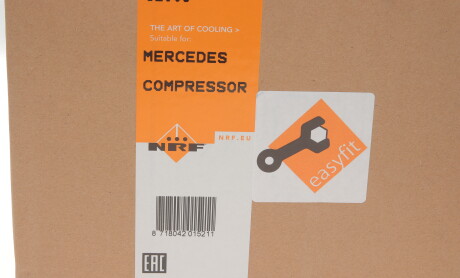 THE ART OF COOLING >
Suitable for:
MERCEDES
COMPRESSOR
NRF
NRF.EU
easyfit
8 718042 015211
EAC